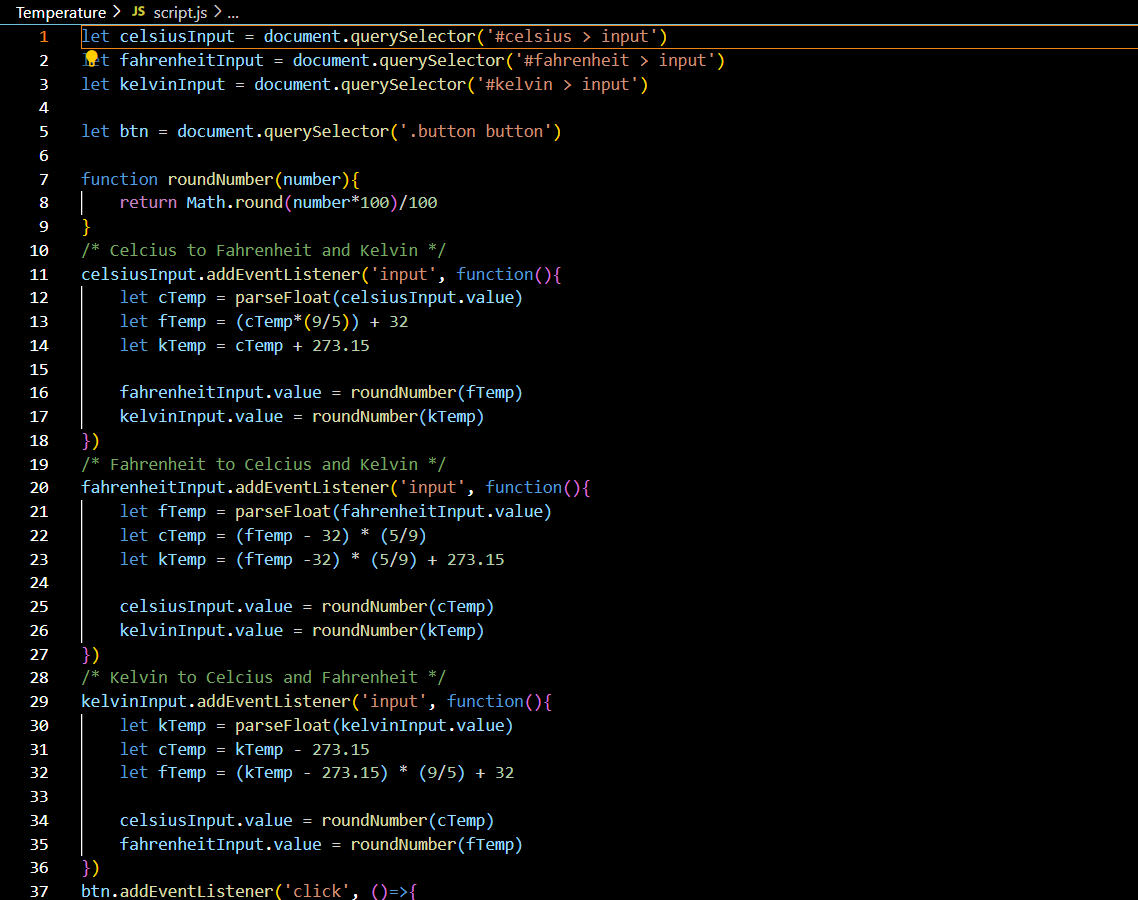 Temperature > JS script.js > ...
1 let celsiusInput = document.querySelector('#celsius > input')
2 let fahrenheitInput = document.querySelector('#fahrenheit > input')
3 let kelvinInput = document.querySelector('#kelvin > input')
4
5 let btn = document.querySelector('.button button')
6
7 function roundNumber(number){
8     return Math.round(number*100)/100
9 }
10 /* Celcius to Fahrenheit and Kelvin */
11 celsiusInput.addEventListener('input', function(){
12     let cTemp = parseFloat(celsiusInput.value)
13     let fTemp = (cTemp*(9/5)) + 32
14     let kTemp = cTemp + 273.15
15
16     fahrenheitInput.value = roundNumber(fTemp)
17     kelvinInput.value = roundNumber(kTemp)
18 })
19 /* Fahrenheit to Celcius and Kelvin */
20 fahrenheitInput.addEventListener('input', function(){
21     let fTemp = parseFloat(fahrenheitInput.value)
22     let cTemp = (fTemp - 32) * (5/9)
23     let kTemp = (fTemp -32) * (5/9) + 273.15
24
25     celsiusInput.value = roundNumber(cTemp)
26     kelvinInput.value = roundNumber(kTemp)
27 })
28 /* Kelvin to Celcius and Fahrenheit */
29 kelvinInput.addEventListener('input', function(){
30     let kTemp = parseFloat(kelvinInput.value)
31     let cTemp = kTemp - 273.15
32     let fTemp = (kTemp - 273.15) * (9/5) + 32
33
34     celsiusInput.value = roundNumber(cTemp)
35     fahrenheitInput.value = roundNumber(fTemp)
36 })
37 btn.addEventListener('click', ()=>{